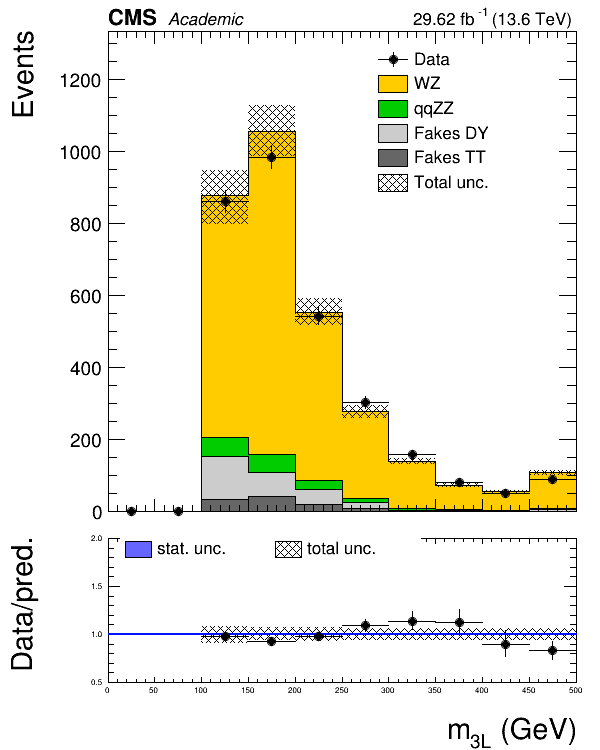 CMS Academic 29.62 fb⁻¹ (13.6 TeV)
Events
1200
1000
800
600
400
200
0
Data
WZ
qqZZ
Fakes DY
Fakes TT
Total unc.
Data/pred.
2.0
1.5
1.0
0.5
stat. unc. total unc.
0 50 100 150 200 250 300 350 400 450 500
m₃L (GeV)